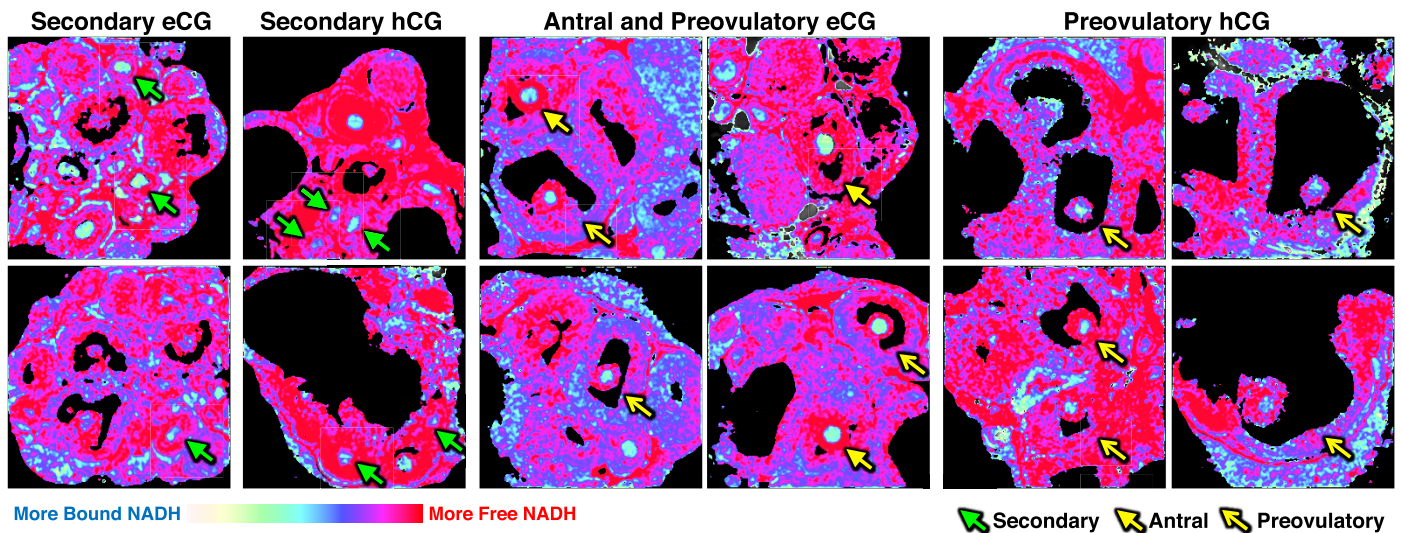 Secondary eCG
Secondary hCG
Antral and Preovulatory eCG
Preovulatory hCG
More Bound NADH
More Free NADH
Secondary
Antral
Preovulatory